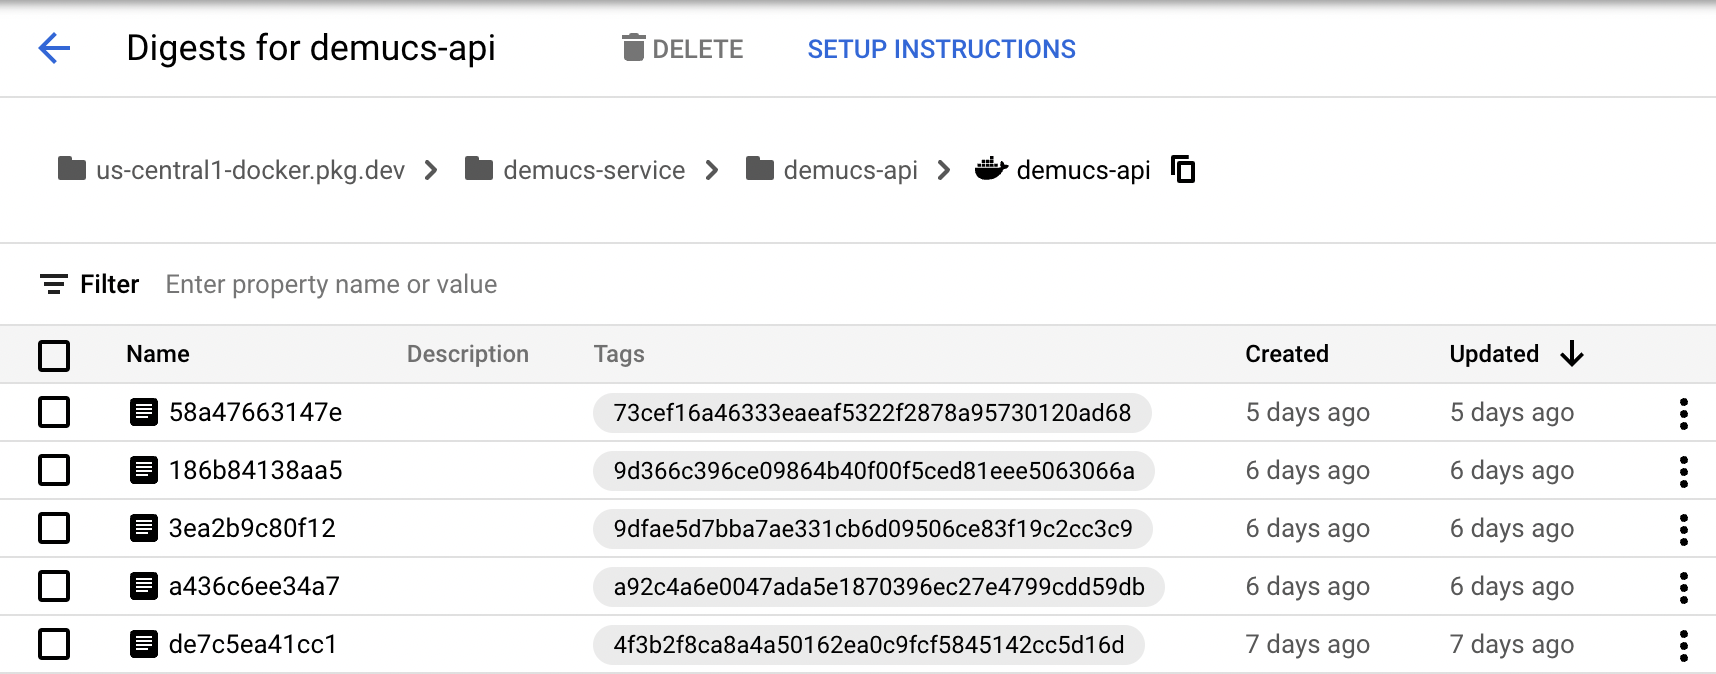 Digests for demucs-api DELETE SETUP INSTRUCTIONS
us-central1-docker.pkg.dev demucs-service demucs-api demucs-api
Filter Enter property name or value
Name Description Tags Created Updated
58a47663147e 73cef16a46333eaeaf5322f2878a95730120ad68 5 days ago 5 days ago
186b84138aa5 9d366c396ce09864b40f00f5ced81eee5063066a 6 days ago 6 days ago
3ea2b9c80f12 9dfae5d7bba7ae331cb6d09506ce83f19c2cc3c9 6 days ago 6 days ago
a436c6ee34a7 a92c4a6e0047ada5e1870396ec27e4799cdd59db 6 days ago 6 days ago
de7c5ea41cc1 4f3b2f8ca8a4a50162ea0c9fcf5845142cc5d16d 7 days ago 7 days ago